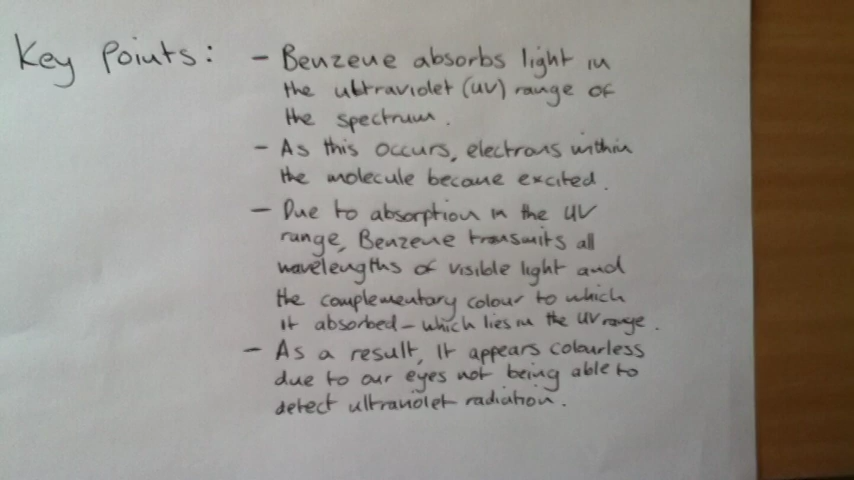 Key Points: - Benzene absorbs light in
the ultraviolet (UV) range of
the spectrum.
- As this occurs, electrons within
the molecule become excited.
- Due to absorption in the UV
range, Benzene transmits all
wavelengths of visible light and
the complementary colour to which
it absorbed - which lies in the UV range.
- As a result, it appears colourless
due to our eyes not being able to
detect ultraviolet radiation.